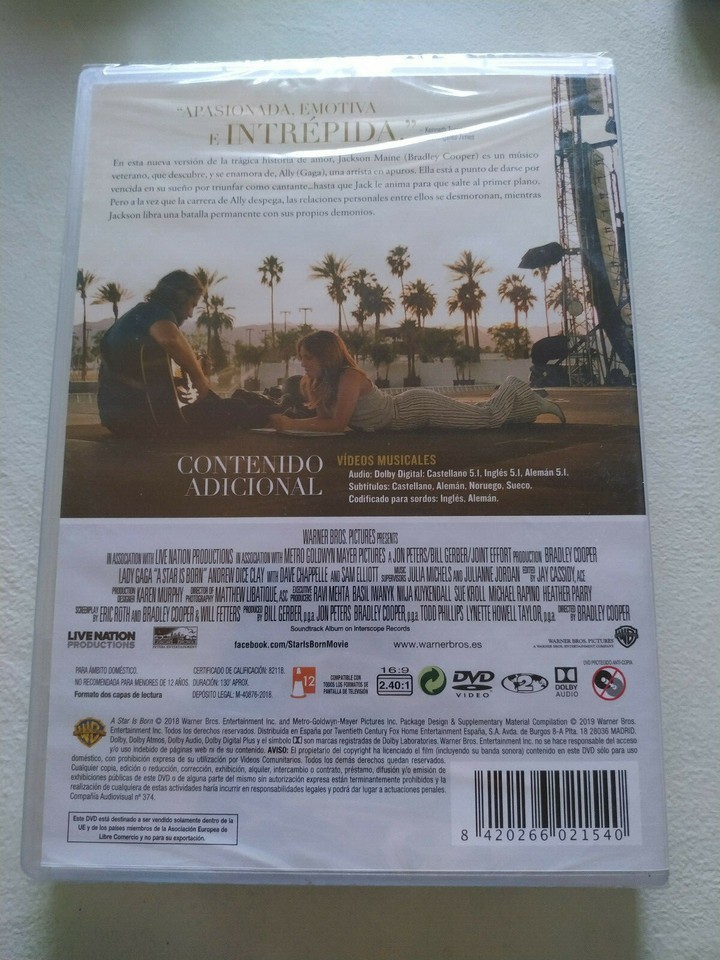 “APASIONADA, EMOTIVA
E INTRÉPIDA.”
En esta nueva versión de la trágica historia de amor, Jackson Maine (Bradley Cooper) es un músico
veterano, que descubre, y se enamora de, Ally (Gaga), una artista en apuros. Ella está a punto de darse por
vencida en su sueño por triunfar como cantante...hasta que Jack le anima para que salte al primer plano.
Pero a la vez que la carrera de Ally despega, las relaciones personales entre ellos se desmoronan, mientras
Jackson libra una batalla permanente con sus propios demonios.
CONTENIDO
ADICIONAL
VÍDEOS MUSICALES
Audio: Dolby Digital: Castellano 5.1, Inglés 5.1, Alemán 5.1.
Subtítulos: Castellano, Alemán, Noruego, Sueco.
Codificado para sordos: Inglés, Alemán.
WARNER BROS. PICTURES PRESENTS
IN ASSOCIATION WITH LIVE NATION PRODUCTIONS IN ASSOCIATION WITH METRO GOLDWYN MAYER PICTURES A JON PETERS/BILL GERBER/JOINT EFFORT PRODUCTION BRADLEY COOPER
LADY GAGA "A STAR IS BORN" ANDREW DICE CLAY WITH DAVE CHAPPELLE AND SAM ELLIOTT MUSIC SUPERVISORS JULIA MICHELS AND JULIANNE JORDAN EDITED BY JAY CASSIDY, ACE
PRODUCTION DESIGNER KAREN MURPHY DIRECTOR OF PHOTOGRAPHY MATTHEW LIBATIQUE, ASC EXECUTIVE PRODUCERS RAVI MEHTA BASIL IWANYK NIIJA KUYKENDALL SUE KROLL MICHAEL RAPINO HEATHER PARRY
SCREENPLAY BY ERIC ROTH AND BRADLEY COOPER & WILL FETTERS PRODUCED BY BILL GERBER, p.g.a. JON PETERS BRADLEY COOPER, p.g.a. TODD PHILLIPS LYNETTE HOWELL TAYLOR, p.g.a. DIRECTED BY BRADLEY COOPER
Soundtrack Album on Interscope Records
LIVE NATION
PRODUCTIONS
facebook.com/StarIsBornMovie
www.warnerbros.es
WARNER BROS. PICTURES
A WARNER BROS. ENTERTAINMENT COMPANY
PARA ÁMBITO DOMÉSTICO.
NO RECOMENDADA PARA MENORES DE 12 AÑOS.
Formato dos capas de lectura
CERTIFICADO DE CALIFICACIÓN: 82118.
DURACIÓN: 130' APROX.
DEPÓSITO LEGAL: M-40876-2018.
12
COMPATIBLE CON
TODOS LOS FORMATOS DE
PANTALLA DE TELEVISIÓN
16:9
2.40:1
DVD
VIDEO
2
DOLBY
AUDIO
DVD PROTEGIDO ANTI-COPIA
A Star is Born © 2018 Warner Bros. Entertainment Inc. and Metro-Goldwyn-Mayer Pictures Inc. Package Design & Supplementary Material Compilation © 2019 Warner Bros.
Entertainment Inc. Todos los derechos reservados. Distribuida en España por Twentieth Century Fox Home Entertainment España, S.A. Avda. de Burgos 8-A Plta, 18 28036 MADRID.
Dolby, Dolby Atmos, Dolby Audio, Dolby Digital Plus y el símbolo DD son marcas registradas de Dolby Laboratories. Warner Bros. no se hace responsable del acceso
y/o uso indebido de páginas web ni de su contenido. AVISO: El propietario del copyright ha licenciado el film (incluyendo su banda sonora) contenido en este DVD sólo para uso
doméstico, con prohibición expresa de su utilización por Videos Comunitarios. Todos los demás derechos quedan reservados.
Cualquier copia, edición o reducción, corrección, exhibición, alquiler, intercambio o contrato, préstamo, difusión y/o emisión de
exhibiciones públicas de este DVD o de alguna parte del mismo sin autorización expresa están terminantemente prohibidos y la
realización de cualquiera de estas actividades haría incurrir en responsabilidades legales y podrá dar lugar a actuaciones penales.
Compañía Audiovisual nº 374.
Este DVD está destinado a ser vendido solamente dentro de la
UE y de los países miembros de la Asociación Europea de
Libre Comercio y no para su exportación.
8 420266 021540